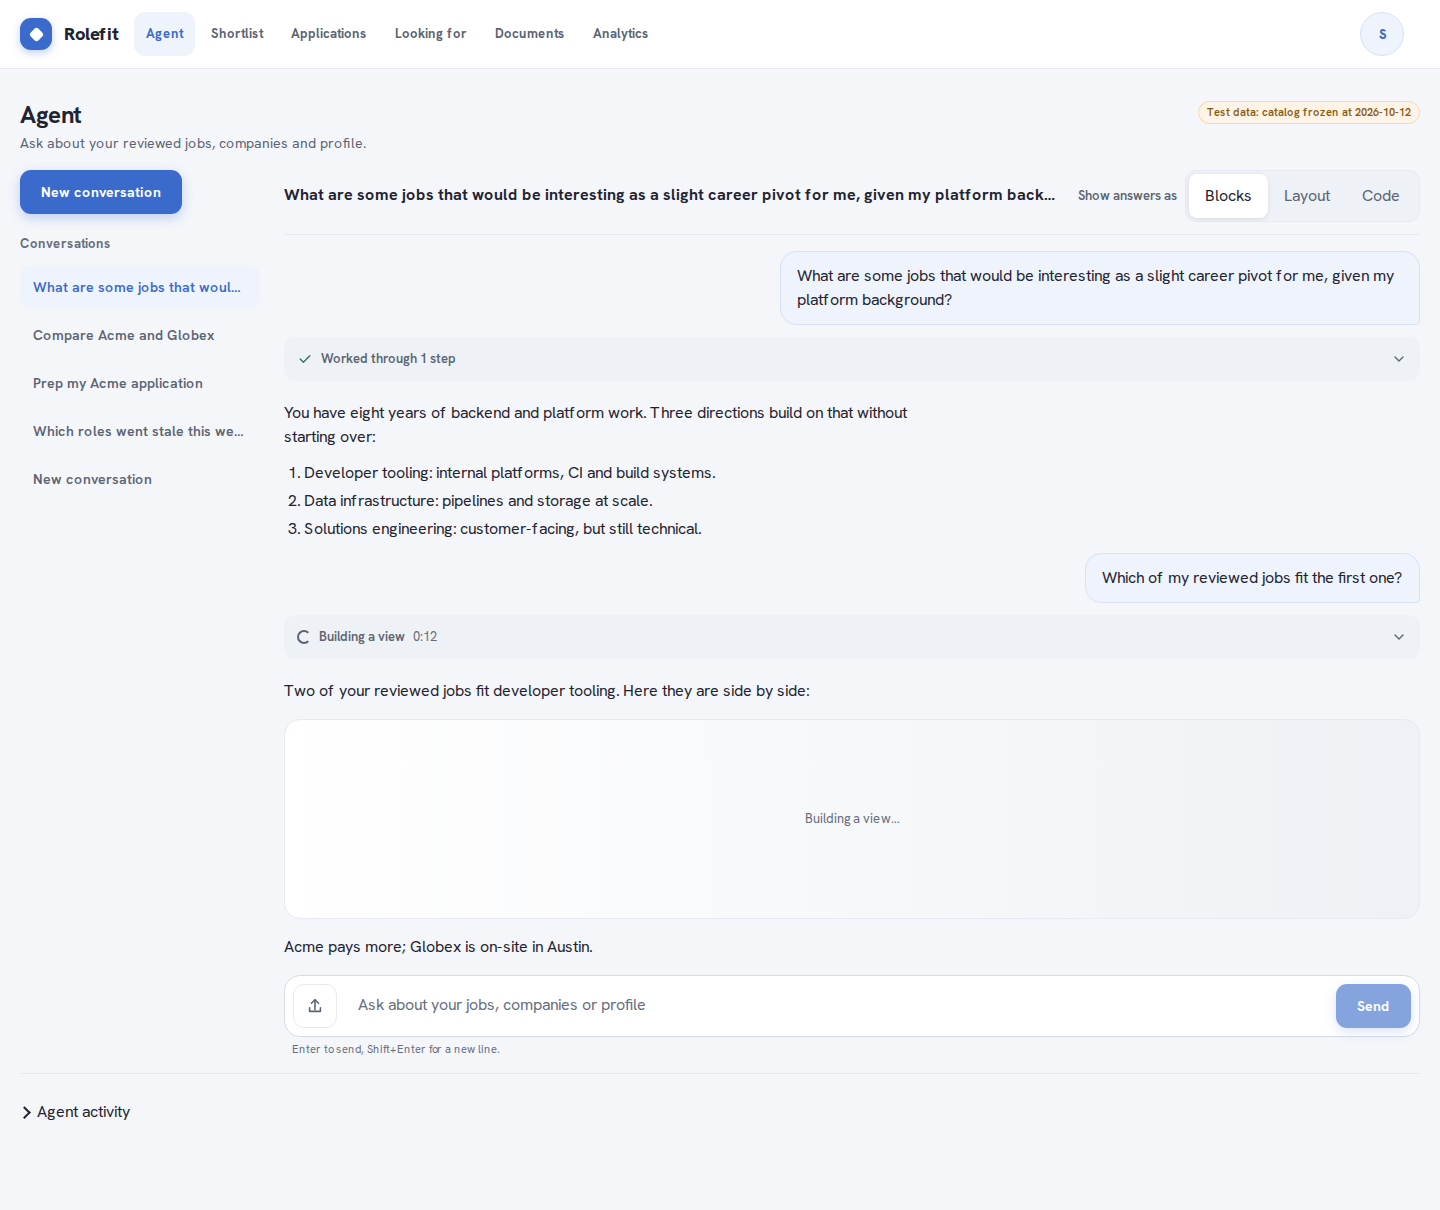 Rolefit
Agent
Shortlist
Applications
Looking for
Documents
Analytics
S
Agent
Ask about your reviewed jobs, companies and profile.
Test data: catalog frozen at 2026-10-12
New conversation
Conversations
What are some jobs that woul...
Compare Acme and Globex
Prep my Acme application
Which roles went stale this we...
New conversation
What are some jobs that would be interesting as a slight career pivot for me, given my platform back...
Show answers as
Blocks
Layout
Code
What are some jobs that would be interesting as a slight career pivot for me, given my
platform background?
Worked through 1 step
You have eight years of backend and platform work. Three directions build on that without
starting over:
1. Developer tooling: internal platforms, CI and build systems.
2. Data infrastructure: pipelines and storage at scale.
3. Solutions engineering: customer-facing, but still technical.
Which of my reviewed jobs fit the first one?
Building a view 0:12
Two of your reviewed jobs fit developer tooling. Here they are side by side:
Building a view...
Acme pays more; Globex is on-site in Austin.
Ask about your jobs, companies or profile
Send
Enter to send, Shift+Enter for a new line.
Agent activity